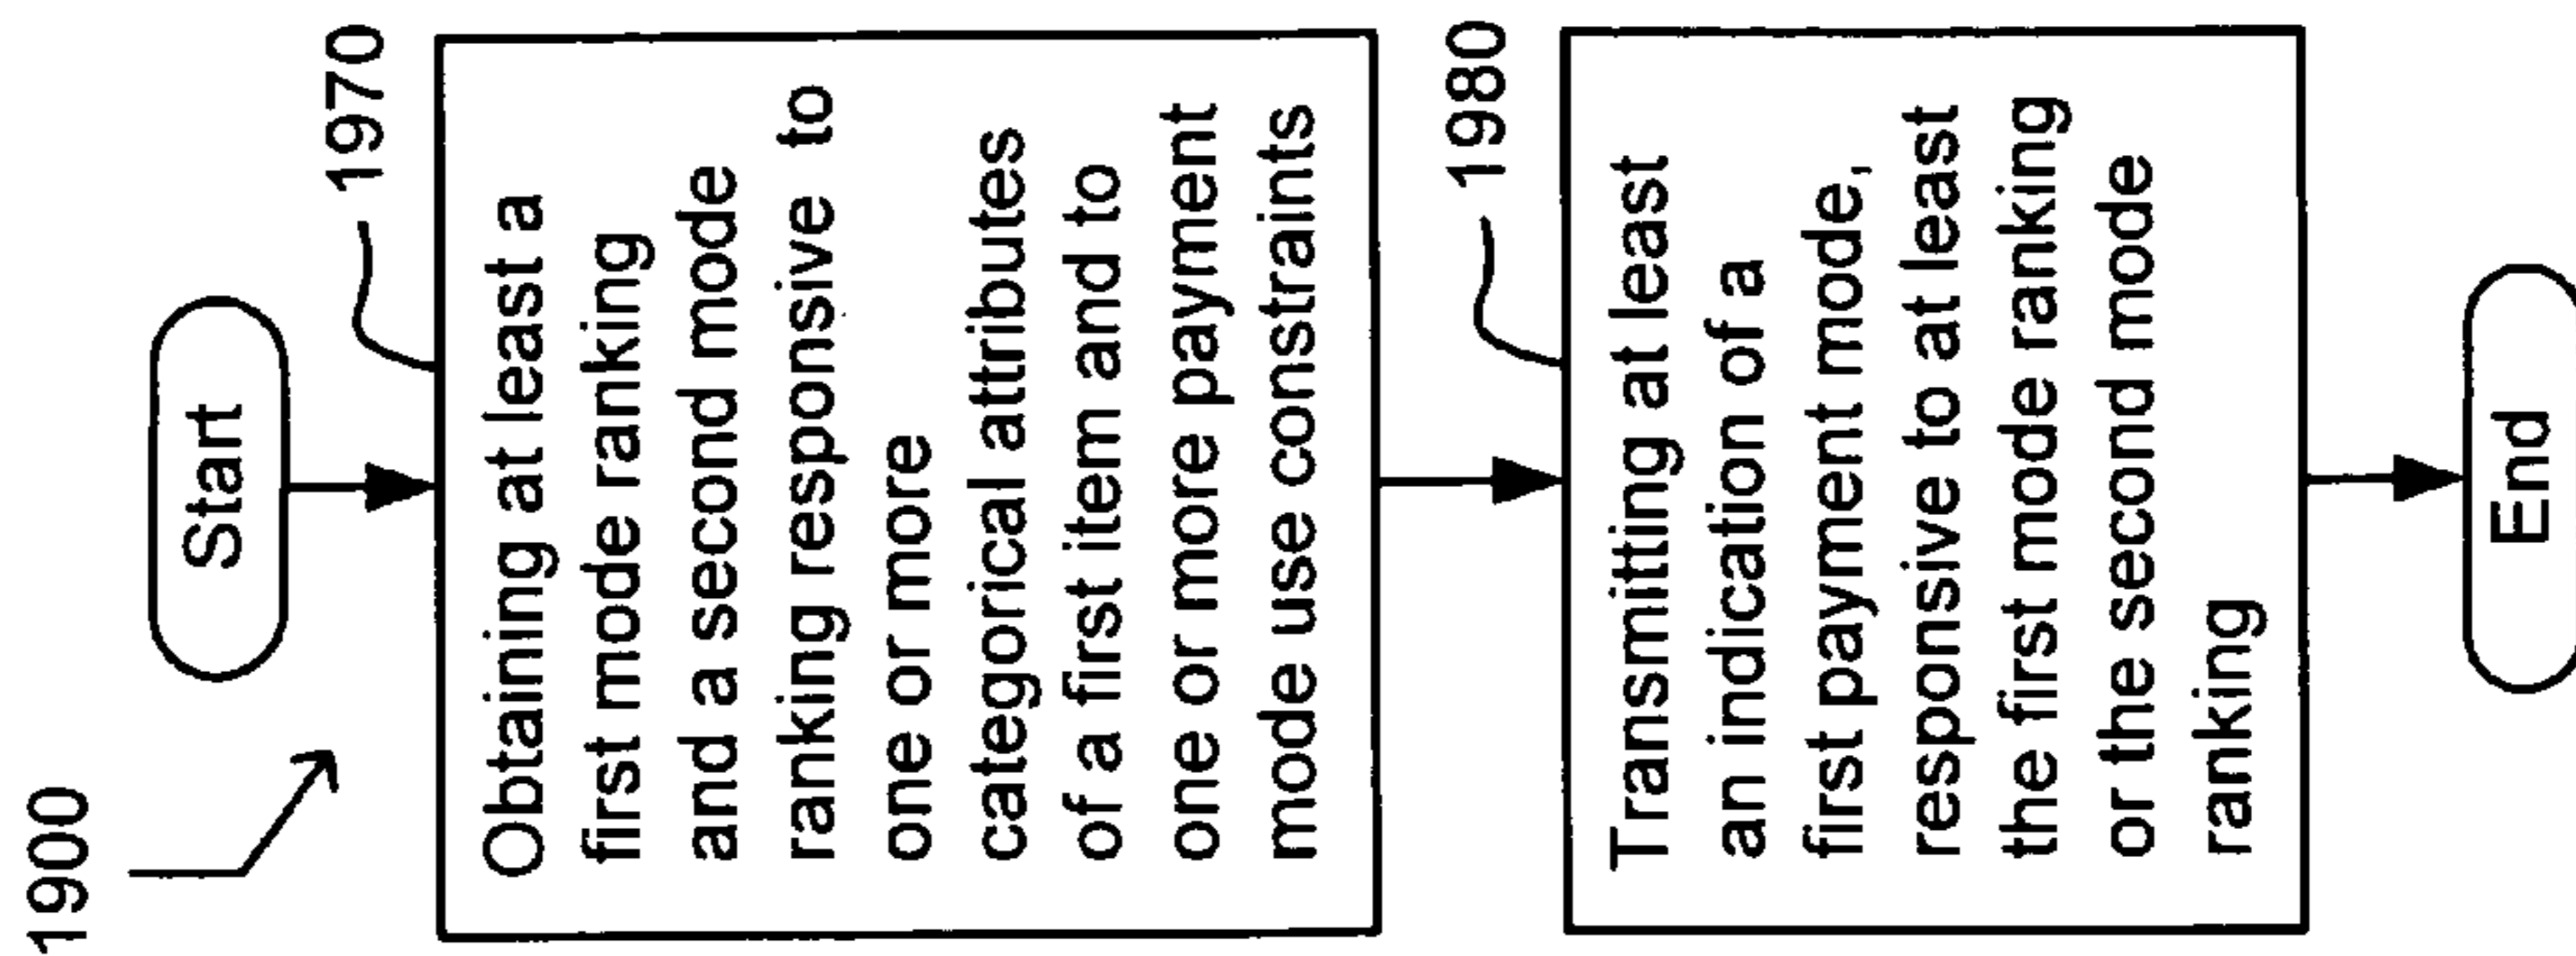 1900
Start
1970
Obtaining at least a
first mode ranking
and a second mode
ranking responsive to
one or more
categorical attributes
of a first item and to
one or more payment
mode use constraints
1980
Transmitting at least
an indication of a
first payment mode,
responsive to at least
the first mode ranking
or the second mode
ranking
End